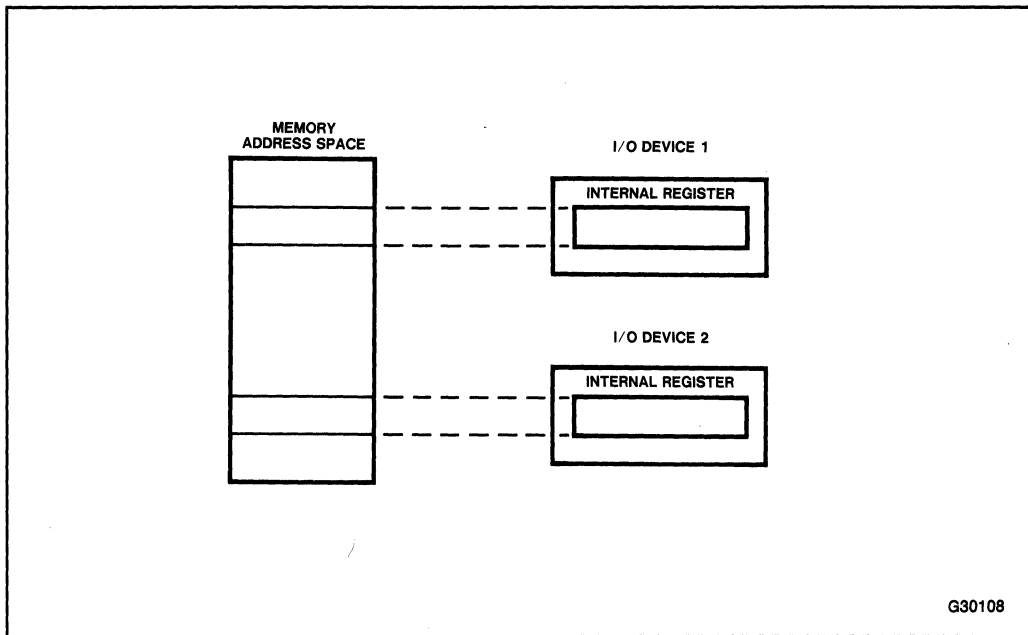 MEMORY
ADDRESS SPACE
I/O DEVICE 1
INTERNAL REGISTER
I/O DEVICE 2
INTERNAL REGISTER
G30108